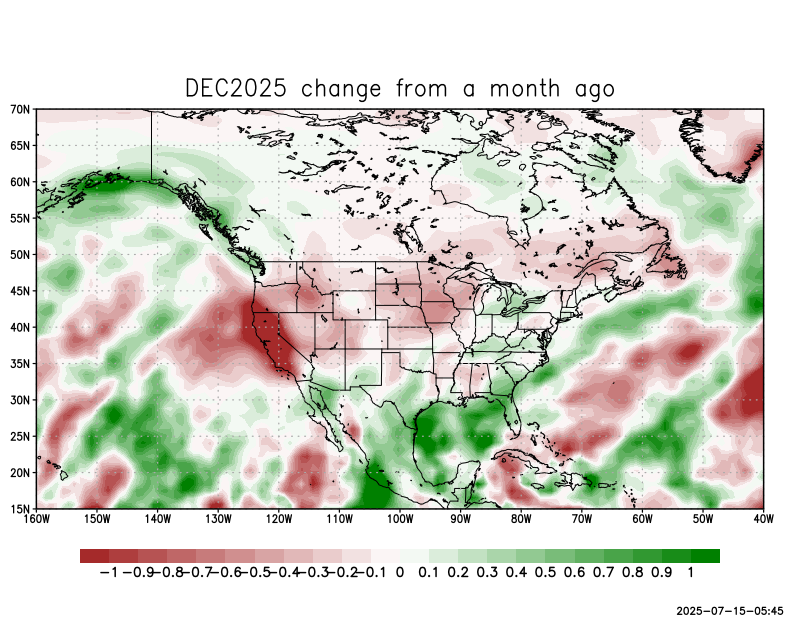 DEC2025 change from a month ago
70N
65N
60N
55N
50N
45N
40N
35N
30N
25N
20N
15N
160W 150W 140W 130W 120W 110W 100W 90W 80W 70W 60W 50W 40W
-1 -0.9 -0.8 -0.7 -0.6 -0.5 -0.4 -0.3 -0.2 -0.1 0 0.1 0.2 0.3 0.4 0.5 0.6 0.7 0.8 0.9 1
2025-07-15-05:45